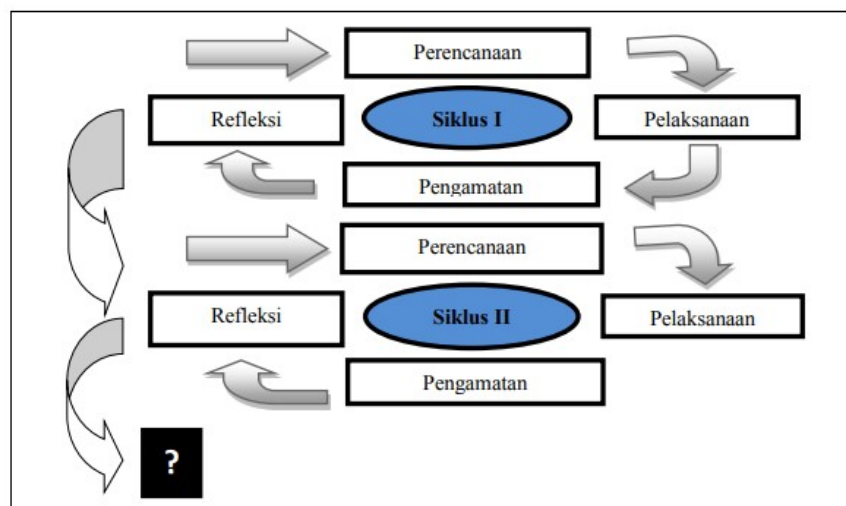 Perencanaan
Refleksi
Siklus I
Pelaksanaan
Pengamatan
Perencanaan
Refleksi
Siklus II
Pelaksanaan
Pengamatan
?